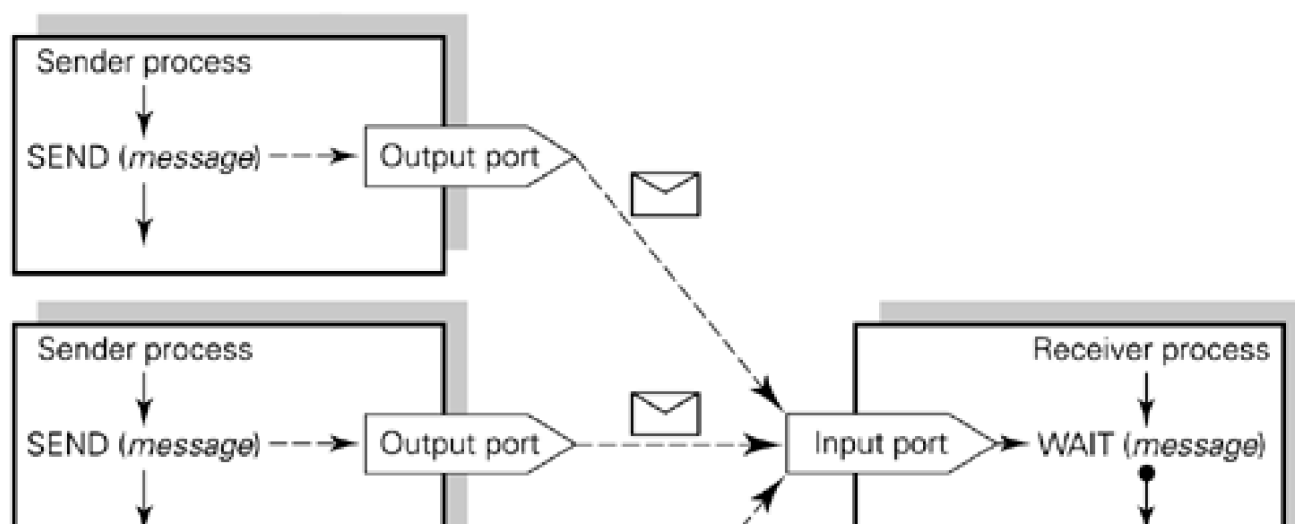 Sender process
SEND (message)
Output port
Sender process
SEND (message)
Output port
Receiver process
Input port
WAIT (message)